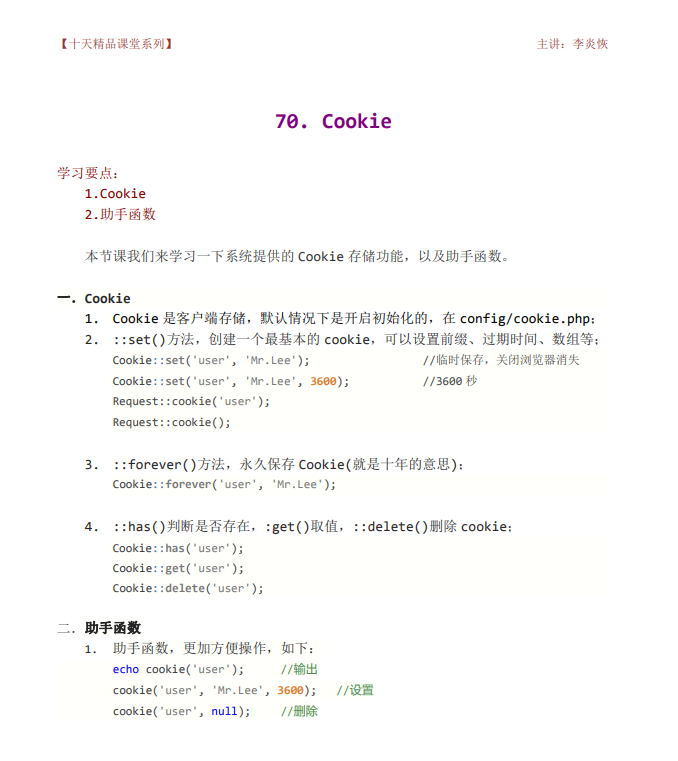 【十天精品课堂系列】 主讲：李炎恢
70. Cookie
学习要点：
1.Cookie
2.助手函数
本节课我们来学习一下系统提供的 Cookie 存储功能，以及助手函数。
一. Cookie
1. Cookie 是客户端存储，默认情况下是开启初始化的，在 config/cookie.php；
2. ::set()方法，创建一个最基本的 cookie，可以设置前缀、过期时间、数组等；
Cookie::set('user', 'Mr.Lee'); //临时保存，关闭浏览器消失
Cookie::set('user', 'Mr.Lee', 3600); //3600 秒
Request::cookie('user');
Request::cookie();
3. ::forever()方法，永久保存 Cookie(就是十年的意思)；
Cookie::forever('user', 'Mr.Lee');
4. ::has()判断是否存在，:get()取值，::delete()删除 cookie；
Cookie::has('user');
Cookie::get('user');
Cookie::delete('user');
二. 助手函数
1. 助手函数，更加方便操作，如下：
echo cookie('user'); //输出
cookie('user', 'Mr.Lee', 3600); //设置
cookie('user', null); //删除